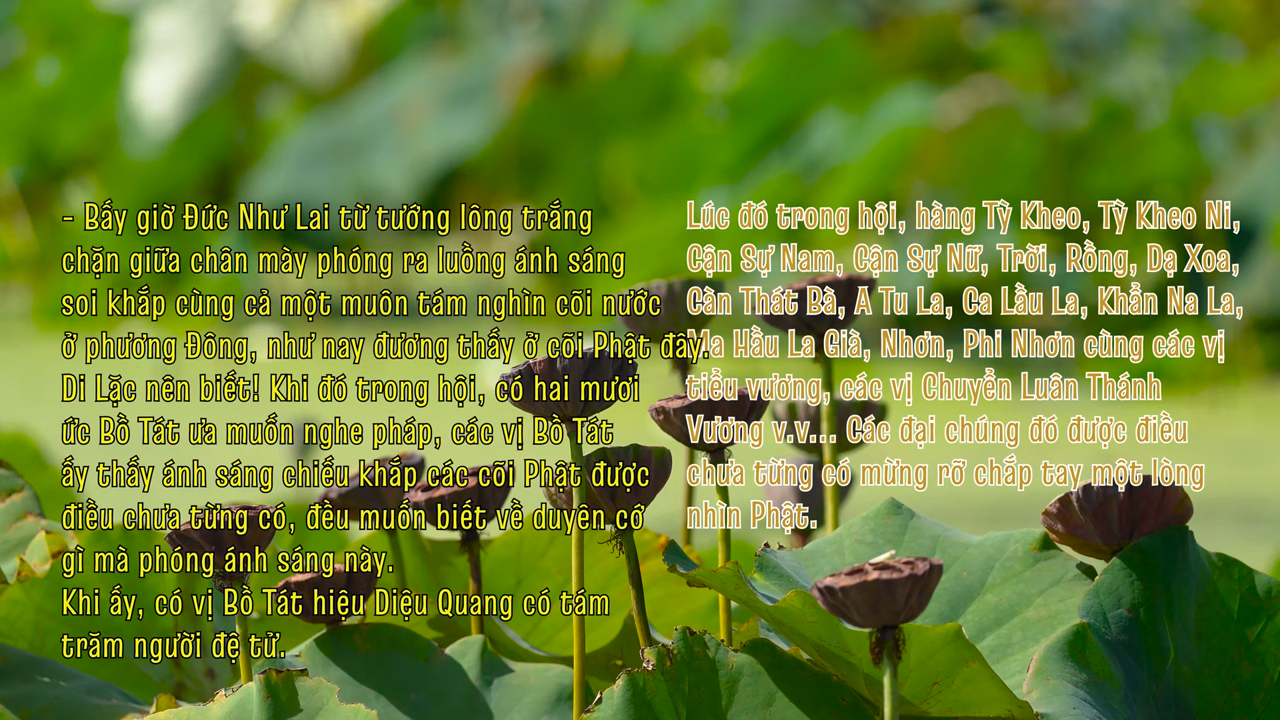 - Bấy giờ Đức Như Lai từ tướng lông trắng
chặn giữa chân mày phóng ra luồng ánh sáng
soi khắp cùng cả một muôn tám nghìn cõi nước
ở phương Đông, như nay đương thấy ở cõi Phật đây.
Di Lặc nên biết! Khi đó trong hội, có hai mươi
ức Bồ Tát ưa muốn nghe pháp, các vị Bồ Tát
ấy thấy ánh sáng chiếu khắp các cõi Phật được
điều chưa từng có, đều muốn biết về duyên cớ
gì mà phóng ánh sáng này.
Khi ấy, có vị Bồ Tát hiệu Diệu Quang có tám
trăm người đệ tử.
Lúc đó trong hội, hàng Tỳ Kheo, Tỳ Kheo Ni,
Cận Sự Nam, Cận Sự Nữ, Trời, Rồng, Dạ Xoa,
Càn Thát Bà, A Tu La, Ca Lầu La, Khẩn Na La,
Ma Hầu La Già, Nhơn, Phi Nhơn cùng các vị
tiểu vương, các vị Chuyển Luân Thánh
Vương v.v... Các đại chúng đó được điều
chưa từng có mừng rỡ chắp tay một lòng
nhìn Phật.